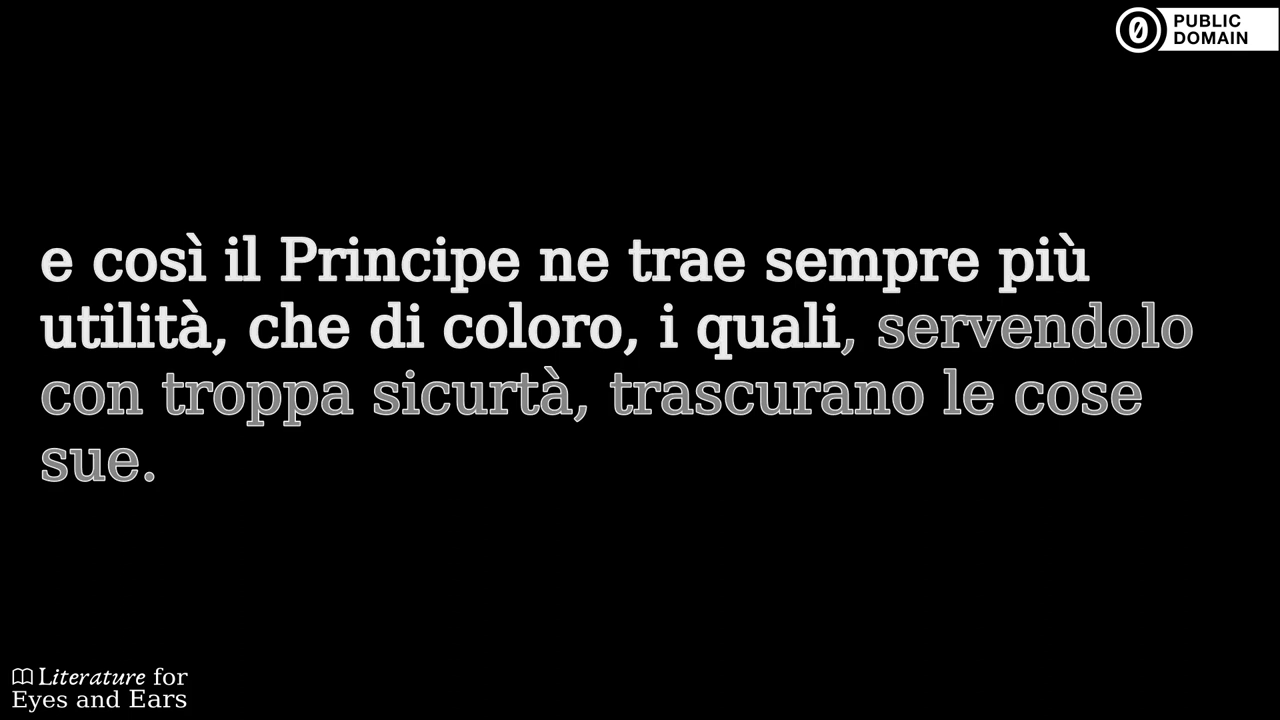 PUBLIC
DOMAIN
e così il Principe ne trae sempre più
utilità, che di coloro, i quali, servendolo
con troppa sicurtà, trascurano le cose
sue.
Literature for
Eyes and Ears